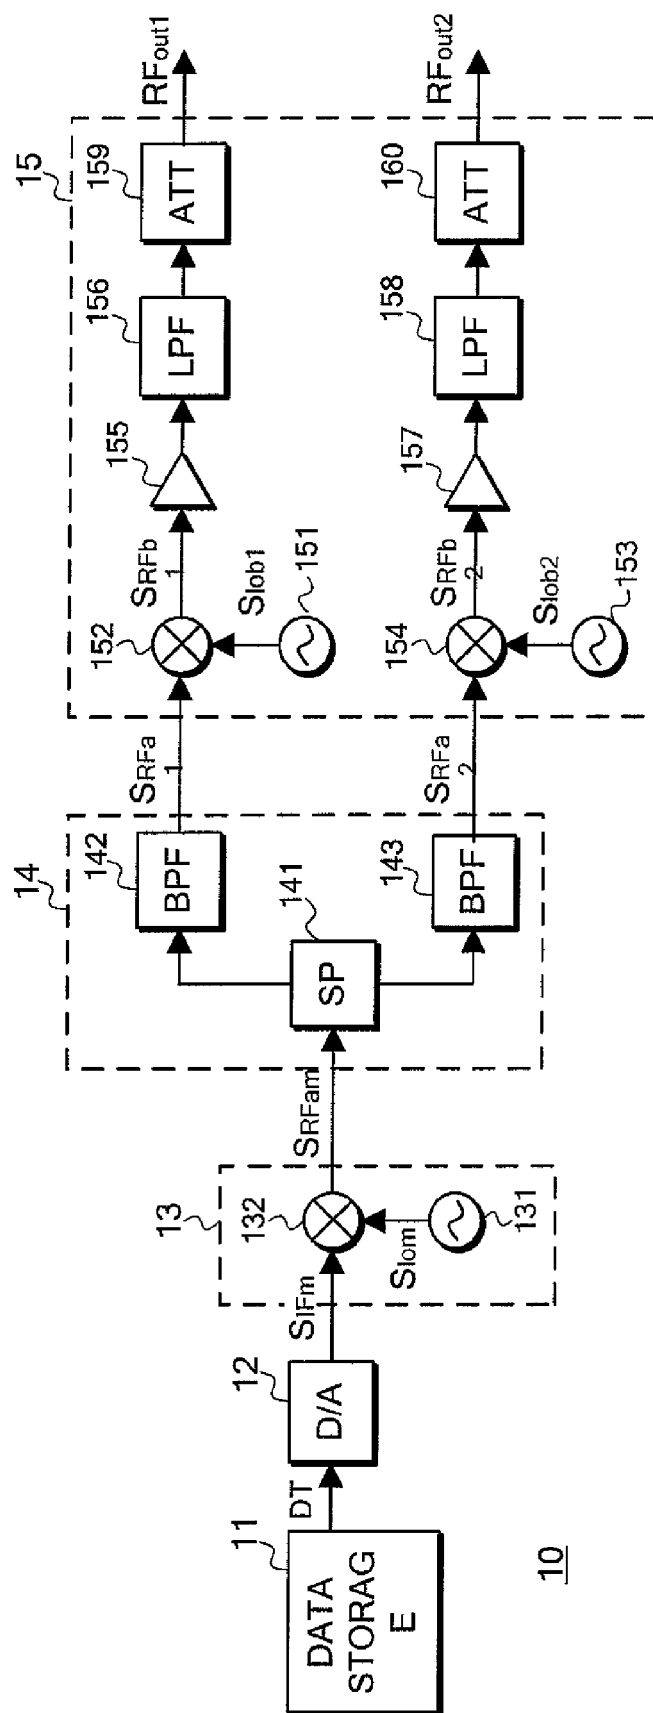 10
11
DATA
STORAG
E
DT
12
D/A
SIFm
13
132
Slom
131
SRFam
14
141
SP
142
BPF
143
BPF
SRFa
1
SRFa
2
15
152
Slob1
151
SRFb
1
155
156
LPF
159
ATT
RFout1
154
Slob2
153
SRFb
2
157
158
LPF
160
ATT
RFout2